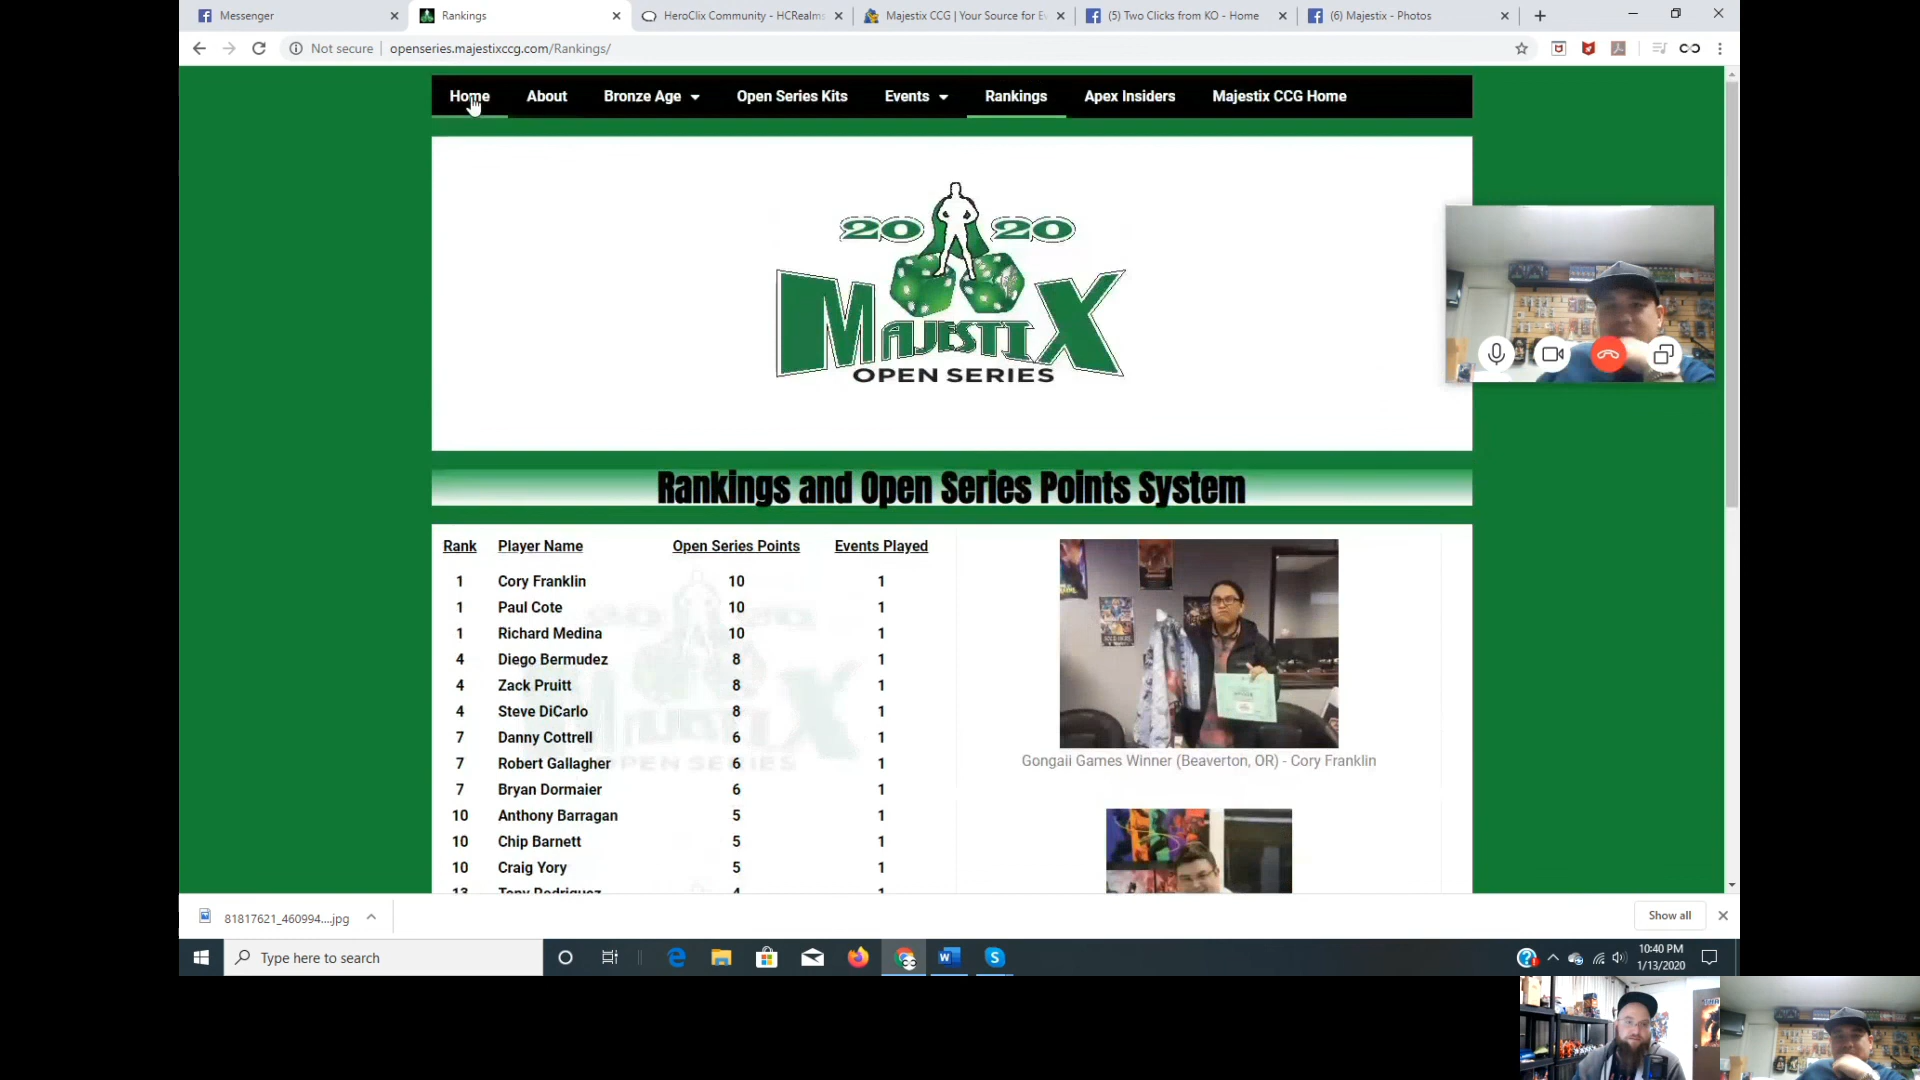 Messenger
Rankings
HeroClix Community - HCRealms
Majestix CCG | Your Source for E
(5) Two Clicks from KO - Home
(6) Majestix - Photos
Not secure | openseries.majestixccg.com/Rankings/
Home About Bronze Age Open Series Kits Events Rankings Apex Insiders Majestix CCG Home
20 20
MAJESTIX
OPEN SERIES
Rankings and Open Series Points System
Rank Player Name Open Series Points Events Played
1 Cory Franklin 10 1
1 Paul Cote 10 1
1 Richard Medina 10 1
4 Diego Bermudez 8 1
4 Zack Pruitt 8 1
4 Steve DiCarlo 8 1
7 Danny Cottrell 6 1
7 Robert Gallagher 6 1
7 Bryan Dormaier 6 1
10 Anthony Barragan 5 1
10 Chip Barnett 5 1
10 Craig Yory 5 1
13 Tony Rodriguez 4 1
Gongaii Games Winner (Beaverton, OR) - Cory Franklin
81817621_460994....jpg
Show all
Type here to search
10:40 PM
1/13/2020